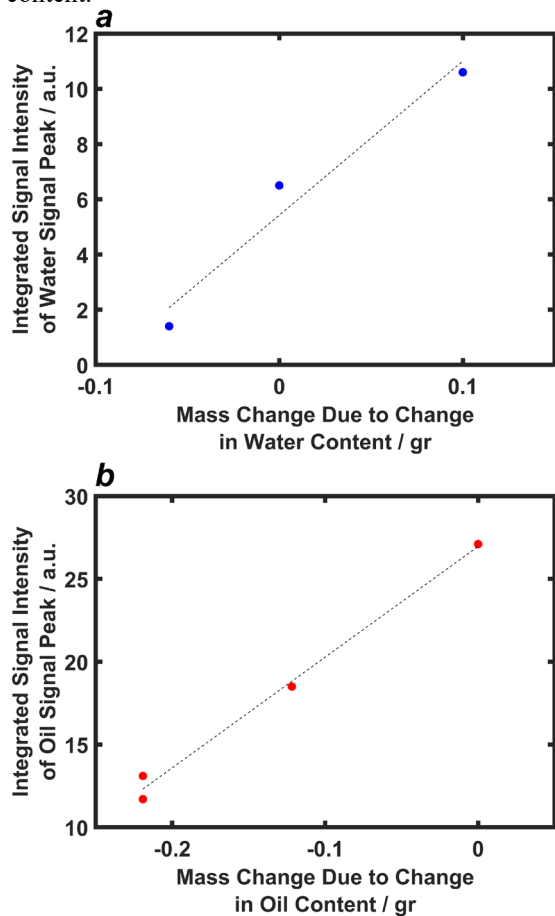 content.
a
12
10
8
6
4
2
0
Integrated Signal Intensity
of Water Signal Peak / a.u.
-0.1
0
0.1
Mass Change Due to Change
in Water Content / gr
b
30
25
20
15
10
Integrated Signal Intensity
of Oil Signal Peak / a.u.
-0.2
-0.1
0
Mass Change Due to Change
in Oil Content / gr